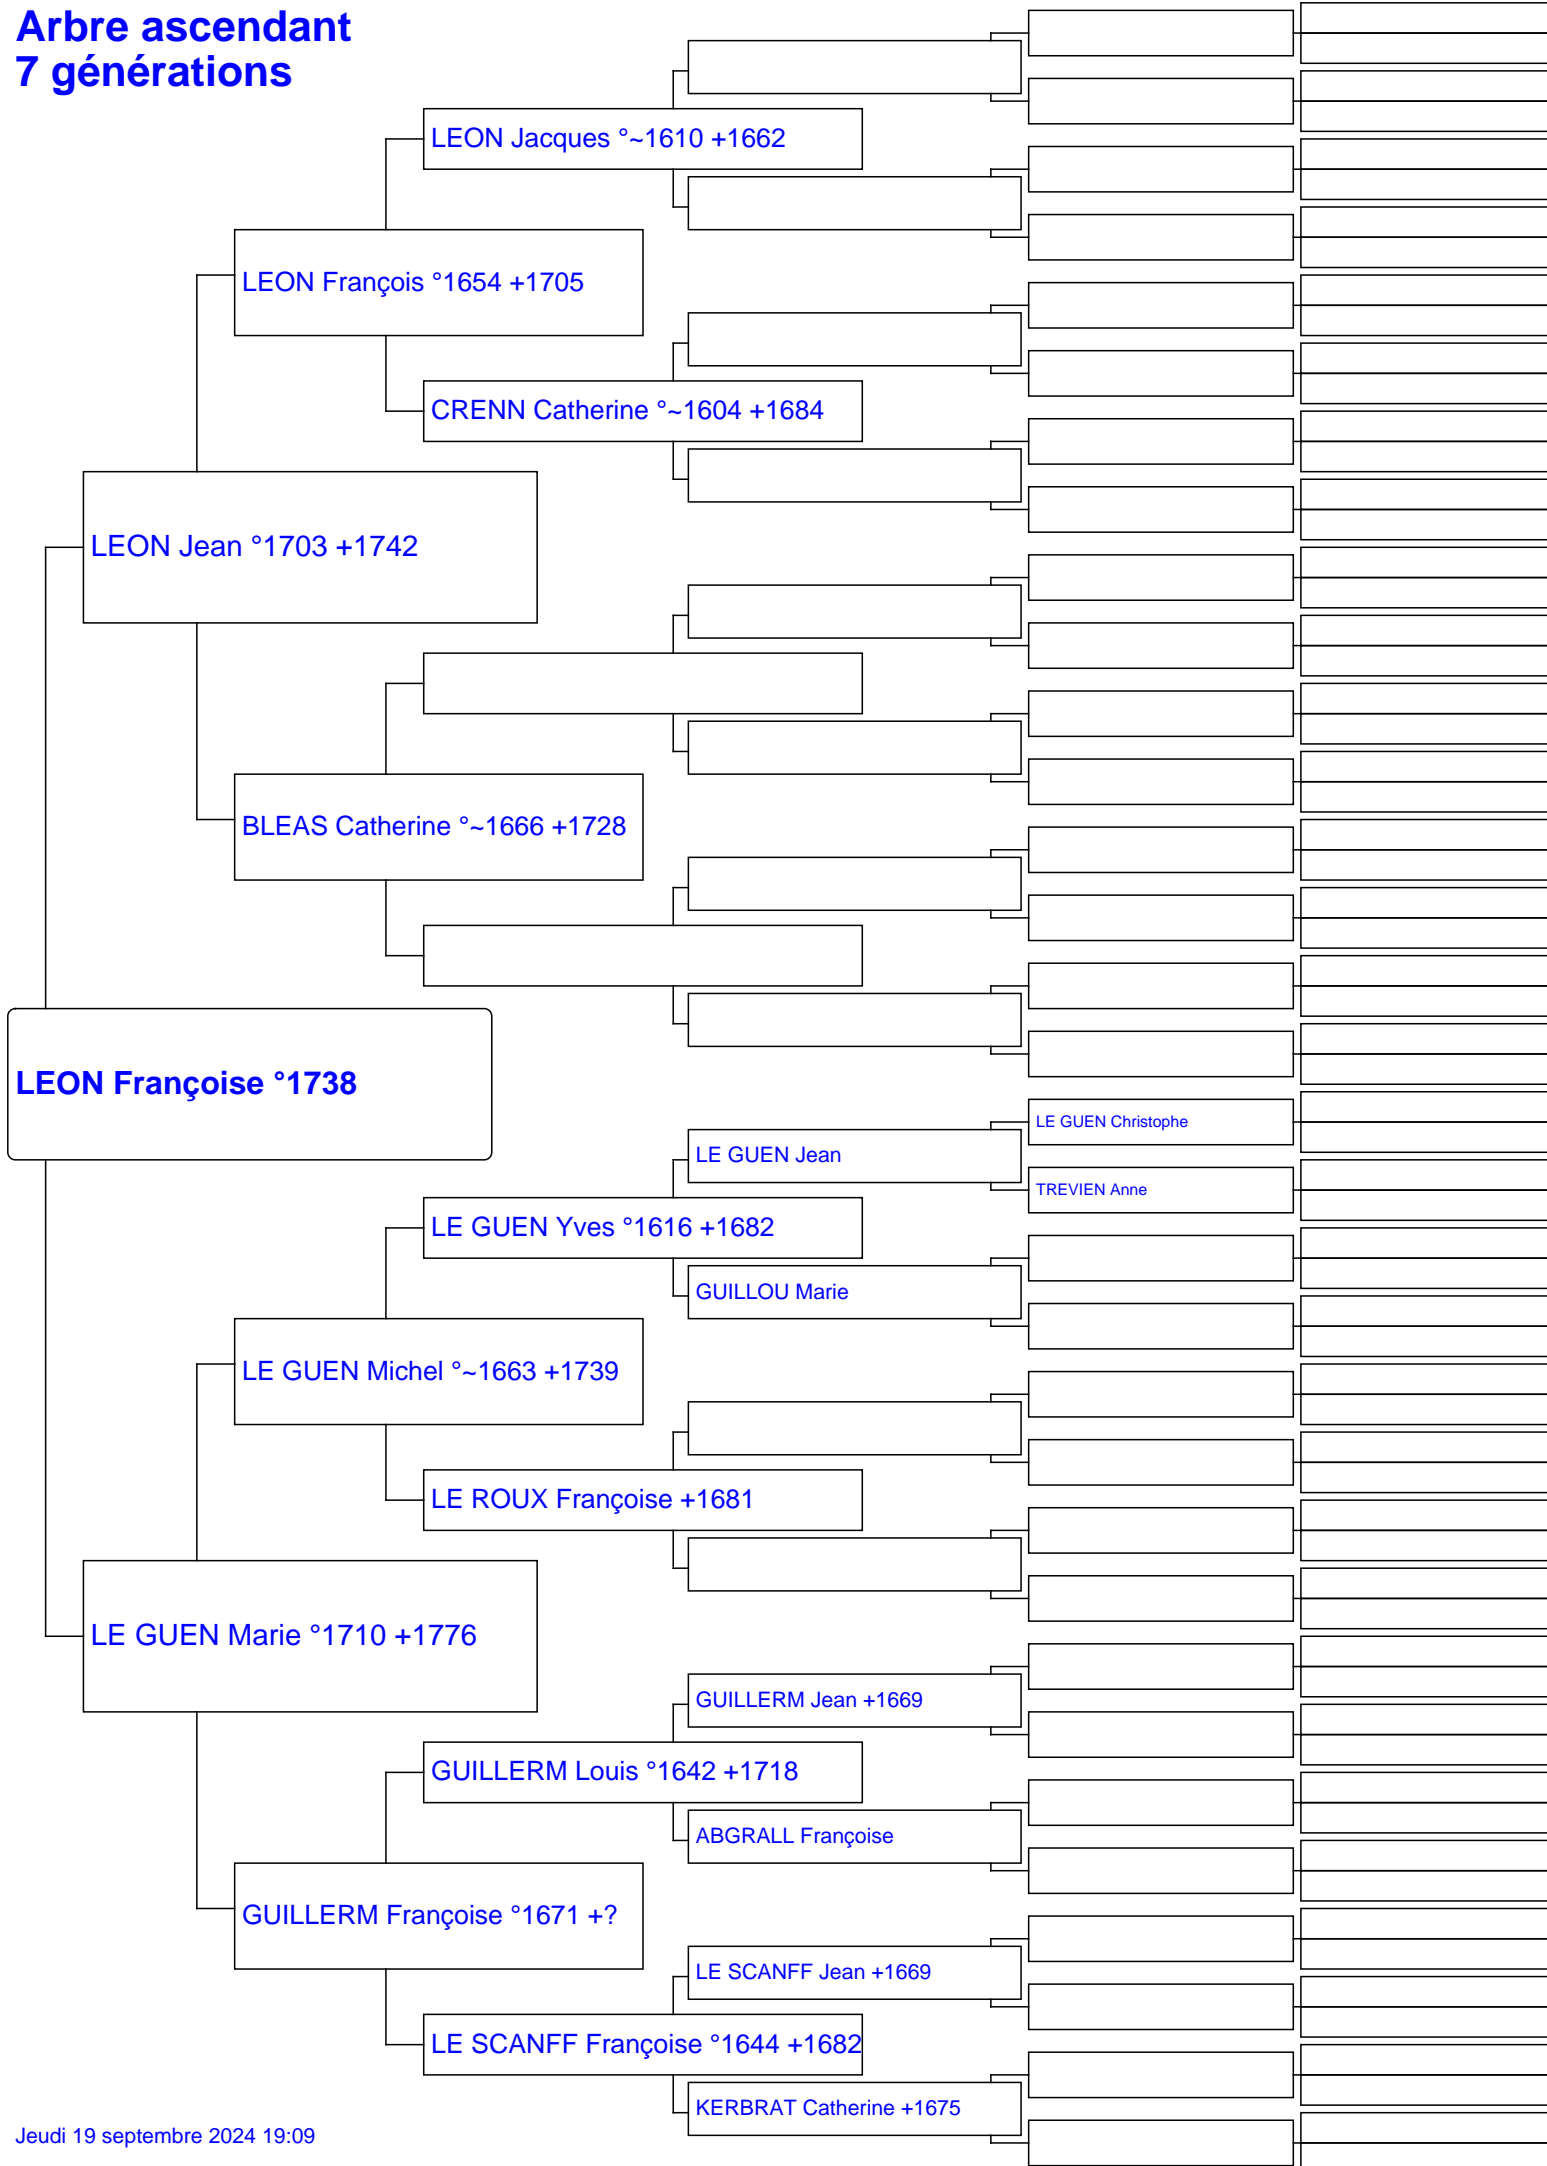 Arbre ascendant
7 générations
LEON Jacques °~1610 +1662
LEON François °1654 +1705
CRENN Catherine °~1604 +1684
LEON Jean °1703 +1742
BLEAS Catherine °~1666 +1728
LEON Françoise °1738
LE GUEN Christophe
LE GUEN Jean
TREVIEN Anne
LE GUEN Yves °1616 +1682
GUILLOU Marie
LE GUEN Michel °~1663 +1739
LE ROUX Françoise +1681
LE GUEN Marie °1710 +1776
GUILLERM Jean +1669
GUILLERM Louis °1642 +1718
ABGRALL Françoise
GUILLERM Françoise °1671 +?
LE SCANFF Jean +1669
LE SCANFF Françoise °1644 +1682
KERBRAT Catherine +1675
Jeudi 19 septembre 2024 19:09